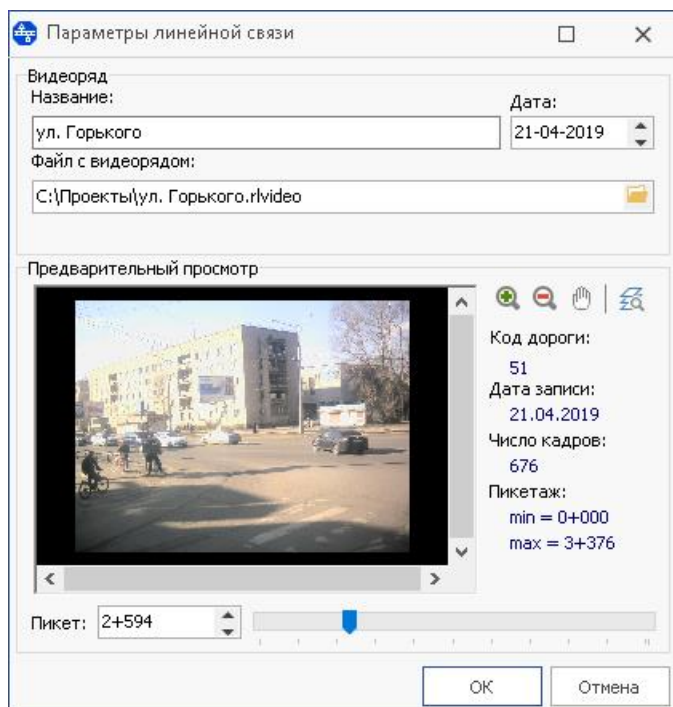 Параметры линейной связи
Видеоряд
Название:
Дата:
ул. Горького
21-04-2019
Файл с видеорядом:
C:\Проекты\ул. Горького.rlvideo
Предварительный просмотр
Код дороги:
51
Дата записи:
21.04.2019
Число кадров:
676
Пикетаж:
min = 0+000
max = 3+376
Пикет:
2+594
ОК
Отмена